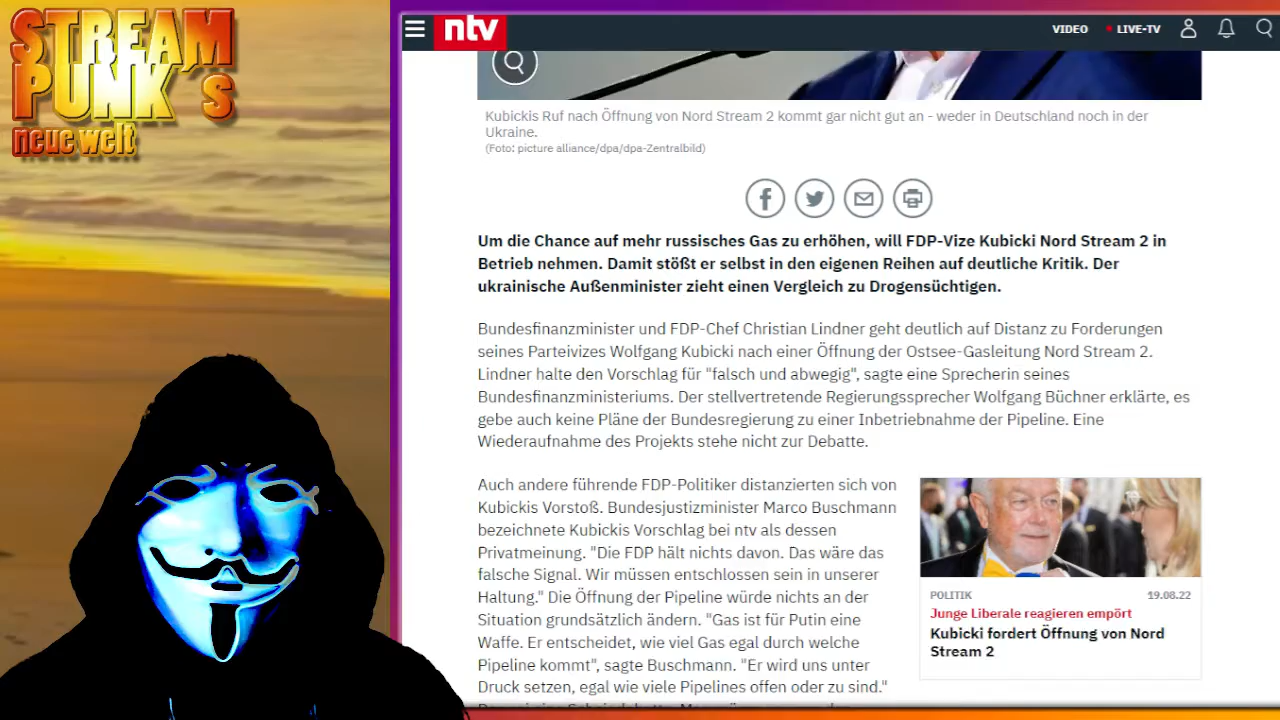 STREAM
PUNK´s
neue welt
ntv
VIDEO
LIVE-TV
Kubickis Ruf nach Öffnung von Nord Stream 2 kommt gar nicht gut an - weder in Deutschland noch in der
Ukraine.
(Foto: picture alliance/dpa/dpa-Zentralbild)
Um die Chance auf mehr russisches Gas zu erhöhen, will FDP-Vize Kubicki Nord Stream 2 in
Betrieb nehmen. Damit stößt er selbst in den eigenen Reihen auf deutliche Kritik. Der
ukrainische Außenminister zieht einen Vergleich zu Drogensüchtigen.
Bundesfinanzminister und FDP-Chef Christian Lindner geht deutlich auf Distanz zu Forderungen
seines Parteivizes Wolfgang Kubicki nach einer Öffnung der Ostsee-Gasleitung Nord Stream 2.
Lindner halte den Vorschlag für "falsch und abwegig", sagte eine Sprecherin seines
Bundesfinanzministeriums. Der stellvertretende Regierungssprecher Wolfgang Büchner erklärte, es
gebe auch keine Pläne der Bundesregierung zu einer Inbetriebnahme der Pipeline. Eine
Wiederaufnahme des Projekts stehe nicht zur Debatte.
Auch andere führende FDP-Politiker distanzierten sich von
Kubickis Vorstoß. Bundesjustizminister Marco Buschmann
bezeichnete Kubickis Vorschlag bei ntv als dessen
Privatmeinung. "Die FDP hält nichts davon. Das wäre das
falsche Signal. Wir müssen entschlossen sein in unserer
Haltung." Die Öffnung der Pipeline würde nichts an der
Situation grundsätzlich ändern. "Gas ist für Putin eine
Waffe. Er entscheidet, wie viel Gas egal durch welche
Pipeline kommt", sagte Buschmann. "Er wird uns unter
Druck setzen, egal wie viele Pipelines offen oder zu sind."
POLITIK
19.08.22
Junge Liberale reagieren empört
Kubicki fordert Öffnung von Nord
Stream 2